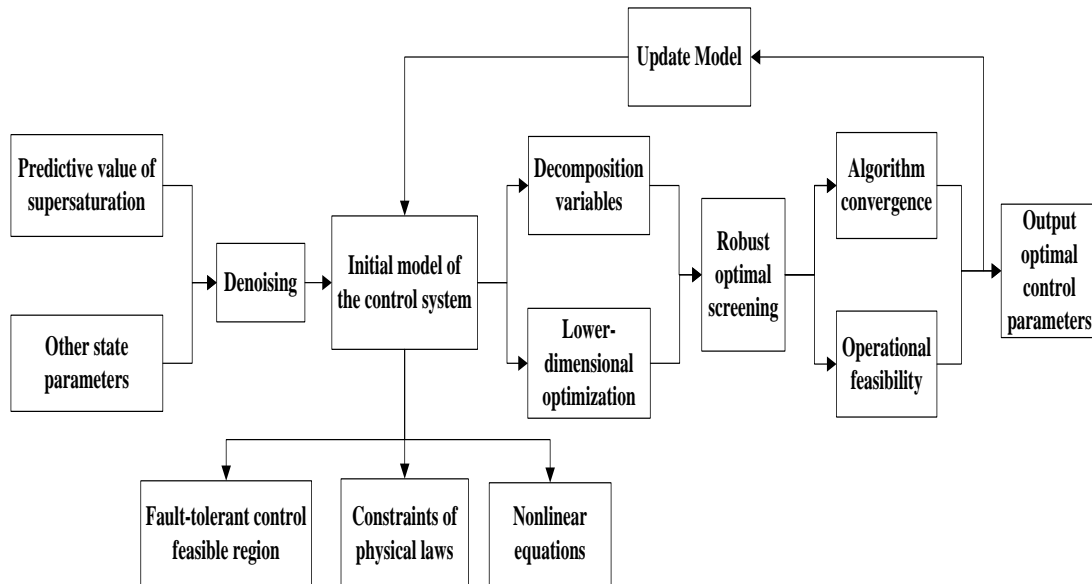 Update Model
Predictive value of
supersaturation
Other state
parameters
Denoising
Initial model of
the control system
Decomposition
variables
Lower-
dimensional
optimization
Robust
optimal
screening
Algorithm
convergence
Operational
feasibility
Output
optimal
control
parameters
Fault-tolerant control
feasible region
Constraints of
physical laws
Nonlinear
equations